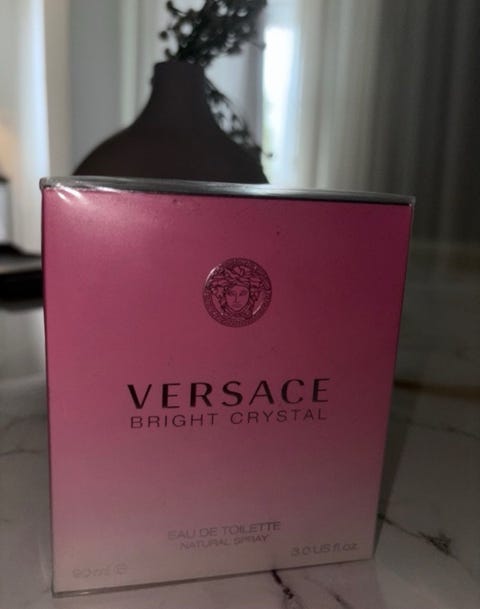 VERSACE
BRIGHT CRYSTAL
EAU DE TOILETTE
NATURAL SPRAY
90 ml ℮ 3.0 US fl.oz.